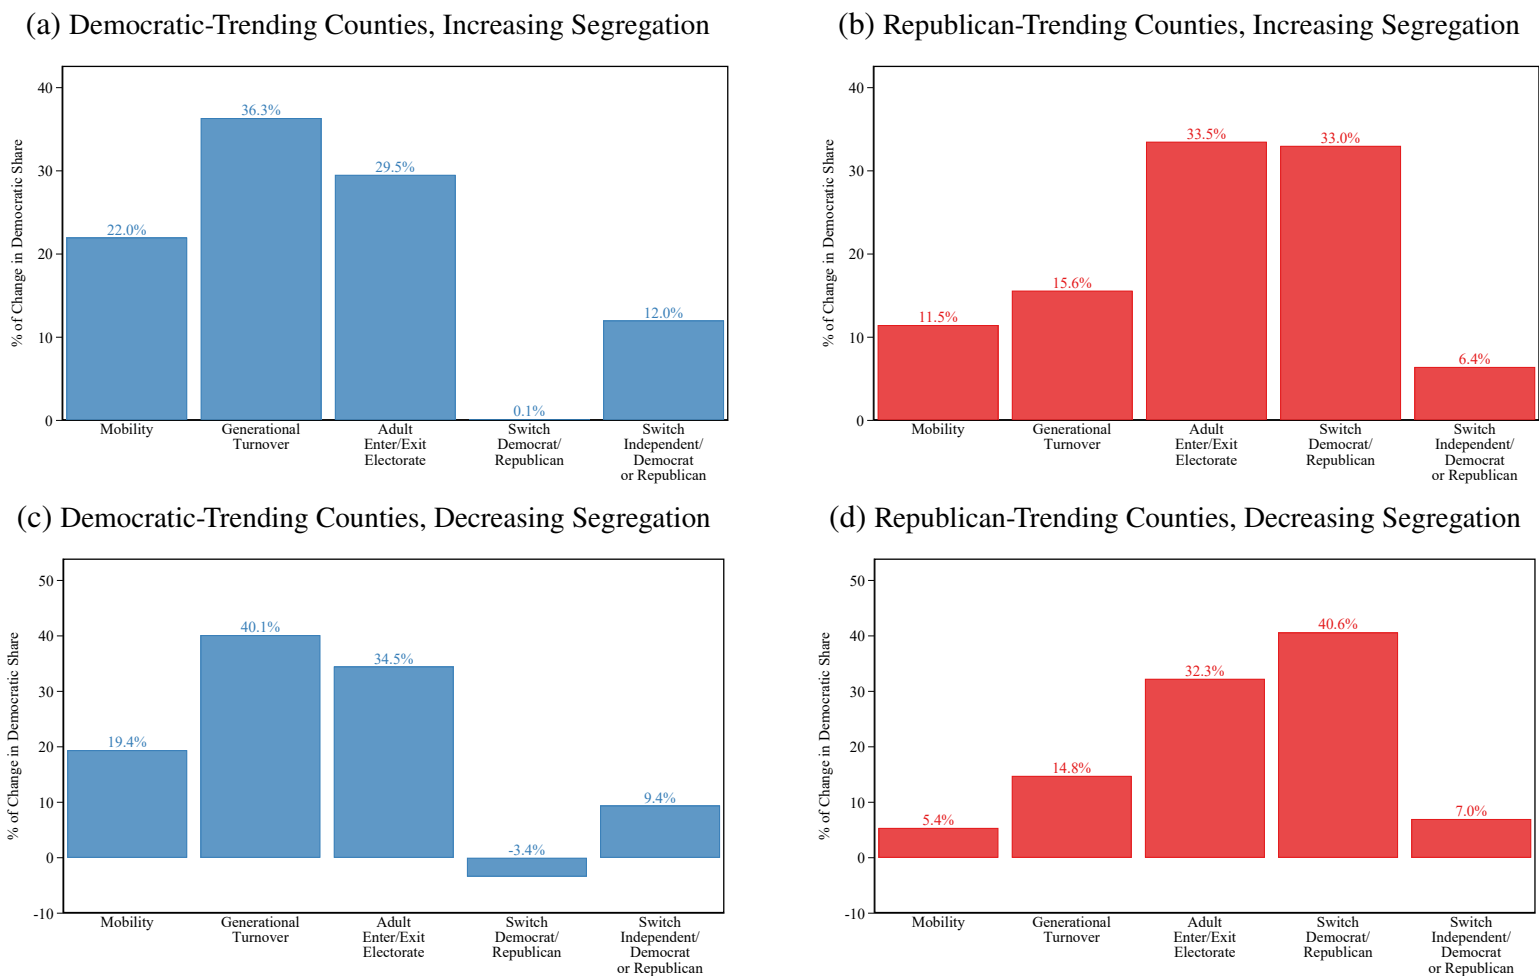 (a) Democratic-Trending Counties, Increasing Segregation
% of Change in Democratic Share
40
30
20
10
0
22.0%
36.3%
29.5%
0.1%
12.0%
Mobility
Generational
Turnover
Adult
Enter/Exit
Electorate
Switch
Democrat/
Republican
Switch
Independent/
Democrat
or Republican
(b) Republican-Trending Counties, Increasing Segregation
% of Change in Democratic Share
40
30
20
10
0
11.5%
15.6%
33.5%
33.0%
6.4%
Mobility
Generational
Turnover
Adult
Enter/Exit
Electorate
Switch
Democrat/
Republican
Switch
Independent/
Democrat
or Republican
(c) Democratic-Trending Counties, Decreasing Segregation
% of Change in Democratic Share
50
40
30
20
10
0
-10
19.4%
40.1%
34.5%
-3.4%
9.4%
Mobility
Generational
Turnover
Adult
Enter/Exit
Electorate
Switch
Democrat/
Republican
Switch
Independent/
Democrat
or Republican
(d) Republican-Trending Counties, Decreasing Segregation
% of Change in Democratic Share
50
40
30
20
10
0
-10
5.4%
14.8%
32.3%
40.6%
7.0%
Mobility
Generational
Turnover
Adult
Enter/Exit
Electorate
Switch
Democrat/
Republican
Switch
Independent/
Democrat
or Republican